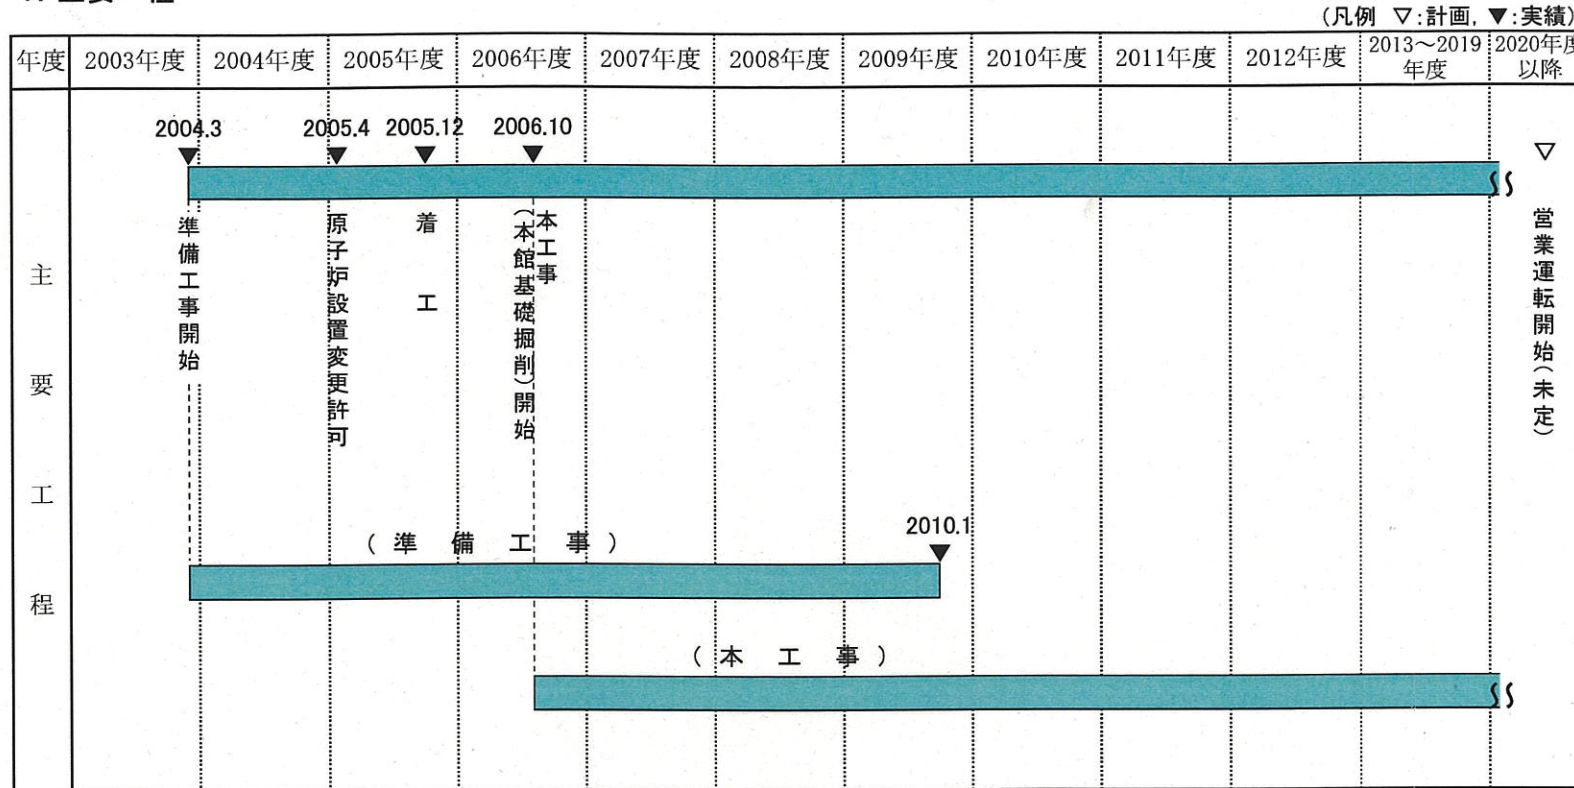 (凡例 ▽:計画, ▼:実績)
年度 2003年度 2004年度 2005年度 2006年度 2007年度 2008年度 2009年度 2010年度 2011年度 2012年度 2013～2019年度 2020年度以降
2004.3 2005.4 2005.12 2006.10
▼ ▼ ▼ ▼ ▽
主要工程
準備工事開始
原子炉設置変更許可
着工
本工事
(本館基礎掘削)開始
営業運転開始(未定)
(準備工事)
2010.1
▼
(本工事)